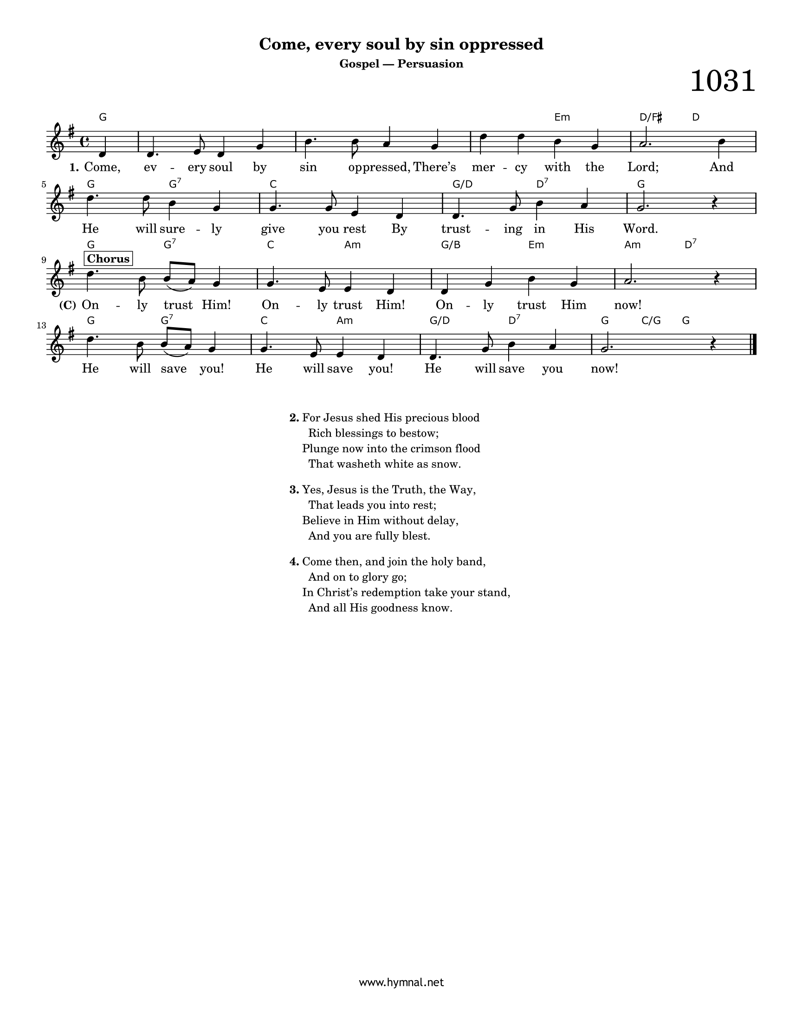 Come, every soul by sin oppressed
Gospel — Persuasion
1031
G Em D/F♯ D
1. Come, ev - ery soul by sin oppressed, There's mer - cy with the Lord; And
5 G G7 C G/D D7 G
He will sure - ly give you rest By trust - ing in His Word.
G G7 C Am G/B Em Am D7
9 Chorus
(C) On - ly trust Him! On - ly trust Him! On - ly trust Him now!
13 G G7 C Am G/D D7 G C/G G
He will save you! He will save you! He will save you now!
2. For Jesus shed His precious blood
Rich blessings to bestow;
Plunge now into the crimson flood
That washeth white as snow.
3. Yes, Jesus is the Truth, the Way,
That leads you into rest;
Believe in Him without delay,
And you are fully blest.
4. Come then, and join the holy band,
And on to glory go;
In Christ's redemption take your stand,
And all His goodness know.
www.hymnal.net